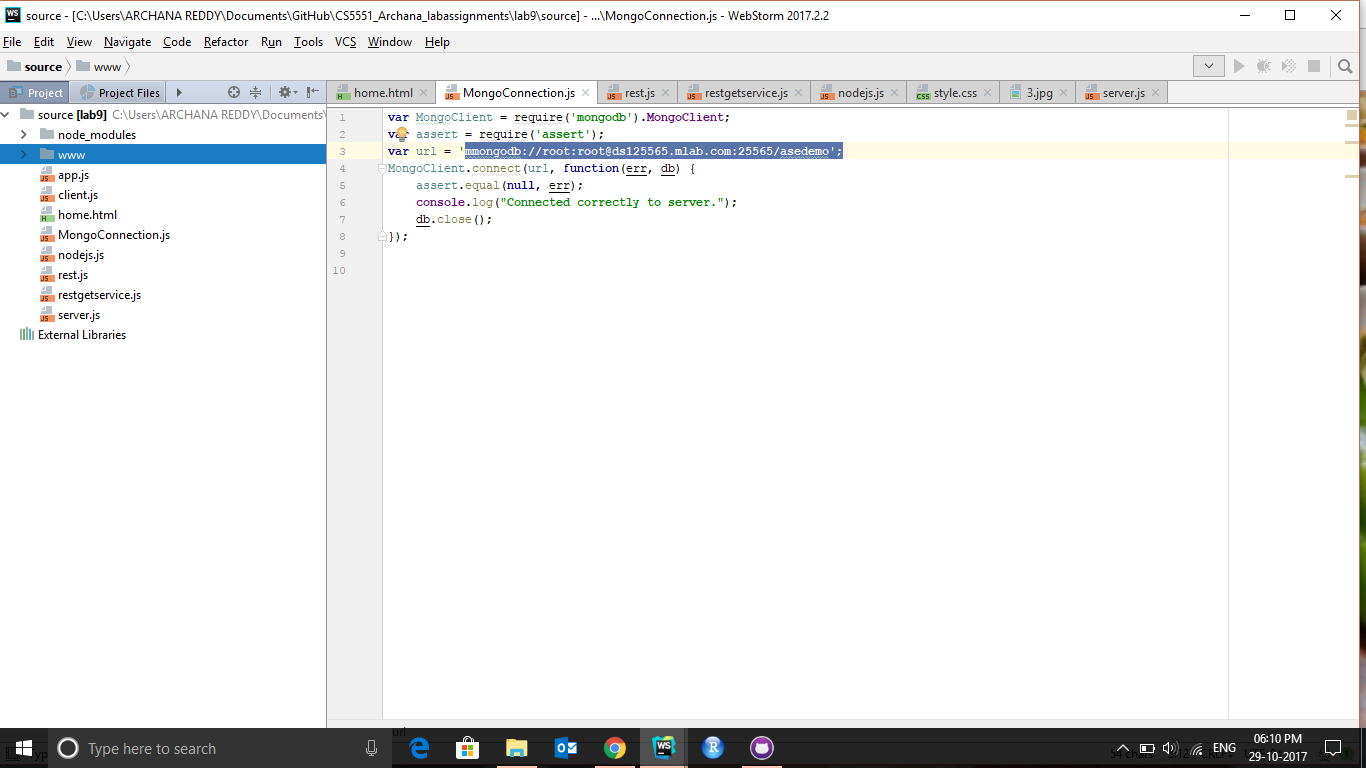 WS source - [C:\Users\ARCHANA REDDY\Documents\GitHub\CS5551_Archana_labassignments\lab9\source] - ...\MongoConnection.js - WebStorm 2017.2.2
File Edit View Navigate Code Refactor Run Tools VCS Window Help
source www
Project Project Files home.html MongoConnection.js rest.js restgetservice.js nodejs.js style.css 3.jpg server.js
source [lab9] C:\Users\ARCHANA REDDY\Documents\
node_modules
www
app.js
client.js
home.html
MongoConnection.js
nodejs.js
rest.js
restgetservice.js
server.js
External Libraries
1 var MongoClient = require('mongodb').MongoClient;
2 var assert = require('assert');
3 var url = 'mmongodb://root:root@ds125565.mlab.com:25565/asedemo';
4 MongoClient.connect(url, function(err, db) {
5 assert.equal(null, err);
6 console.log("Connected correctly to server.");
7 db.close();
8 });
9
10
url
Type here to search
ENG
06:10 PM
29-10-2017